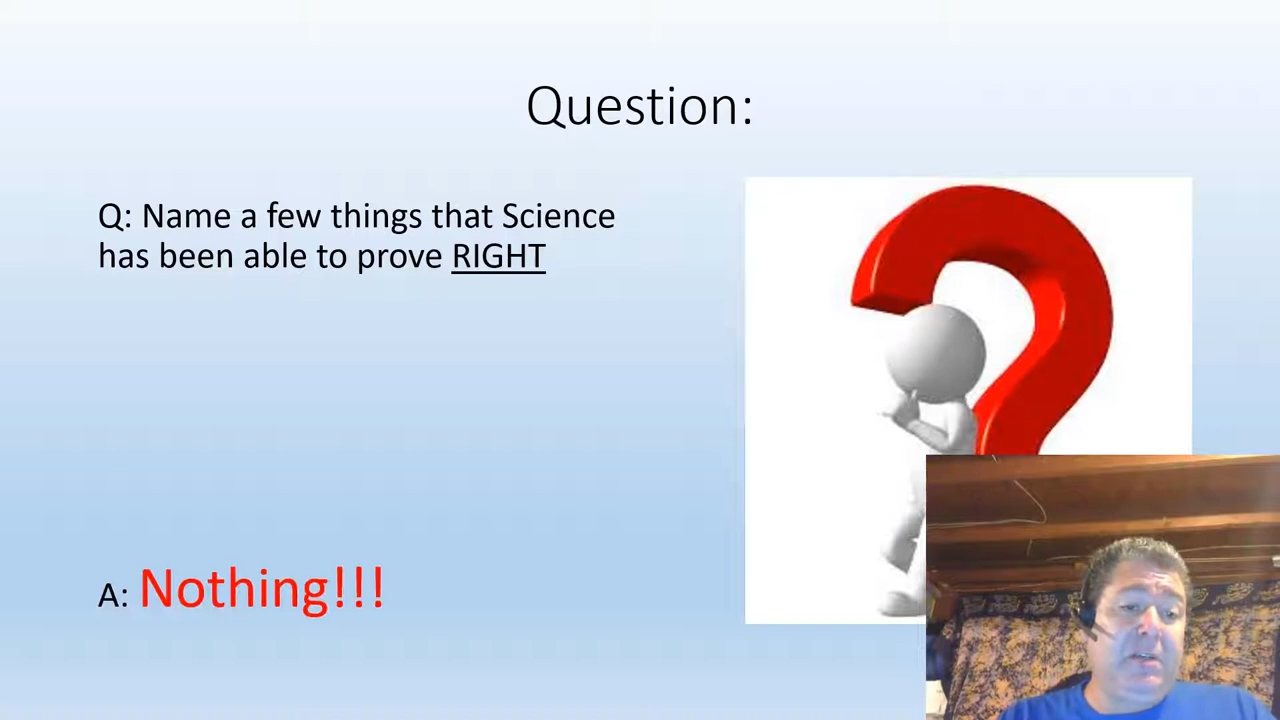 Question:
Q: Name a few things that Science
has been able to prove RIGHT
A: Nothing!!!